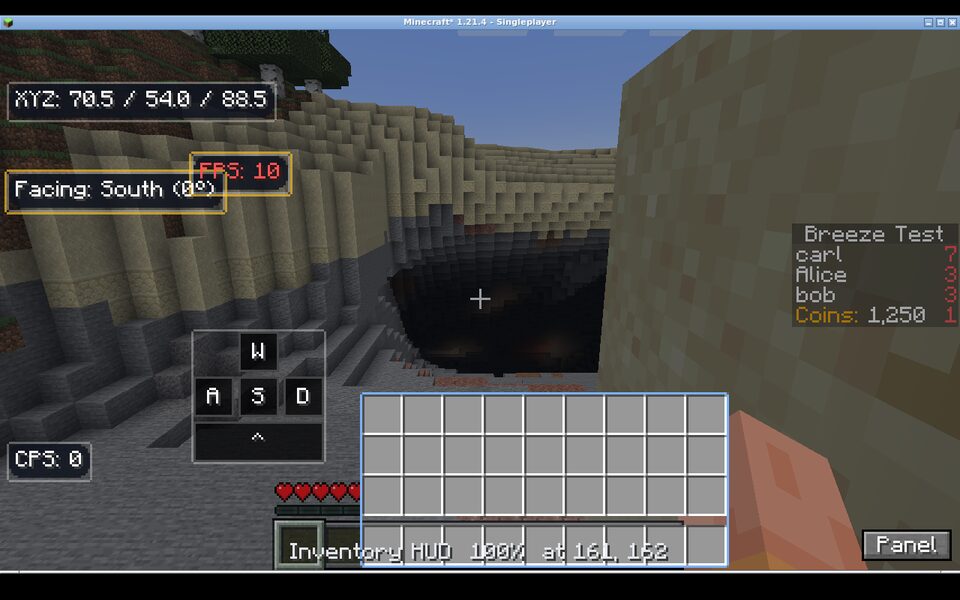 Minecraft* 1.21.4 - Singleplayer
XYZ: 70.5 / 54.0 / 88.5
FPS: 10
Facing: South (0°)
Breeze Test
carl 7
Alice 3
bob 3
Coins: 1,250 1
W
A S D
^
CPS: 0
Inventory HUD 100% at 161, 162
Panel